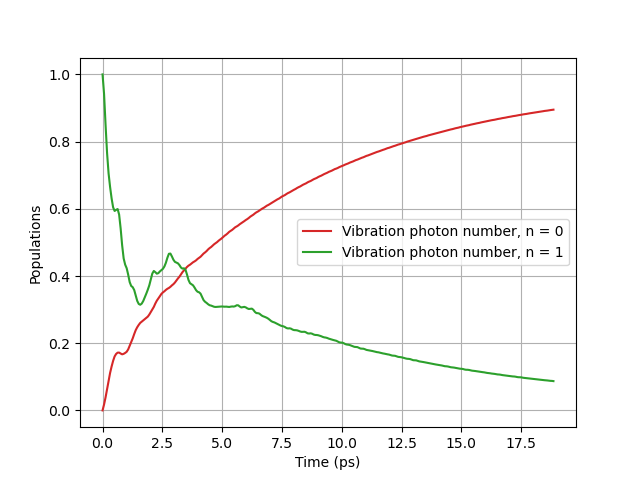 1.0
0.8
0.6
0.4
0.2
0.0
Populations
Vibration photon number, n = 0
Vibration photon number, n = 1
0.0 2.5 5.0 7.5 10.0 12.5 15.0 17.5
Time (ps)